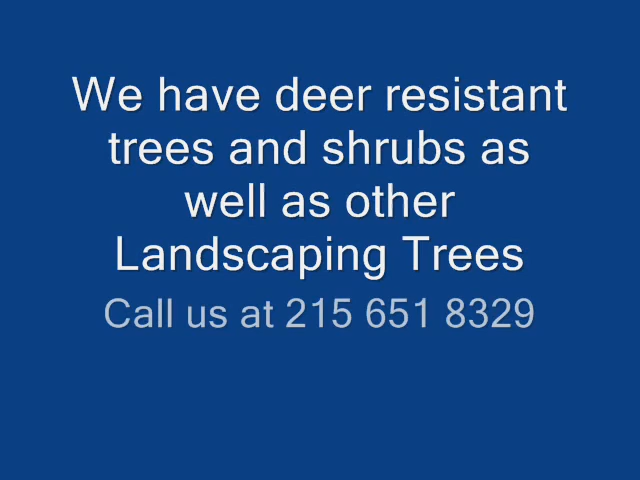 We have deer resistant
trees and shrubs as
well as other
Landscaping Trees
Call us at 215 651 8329